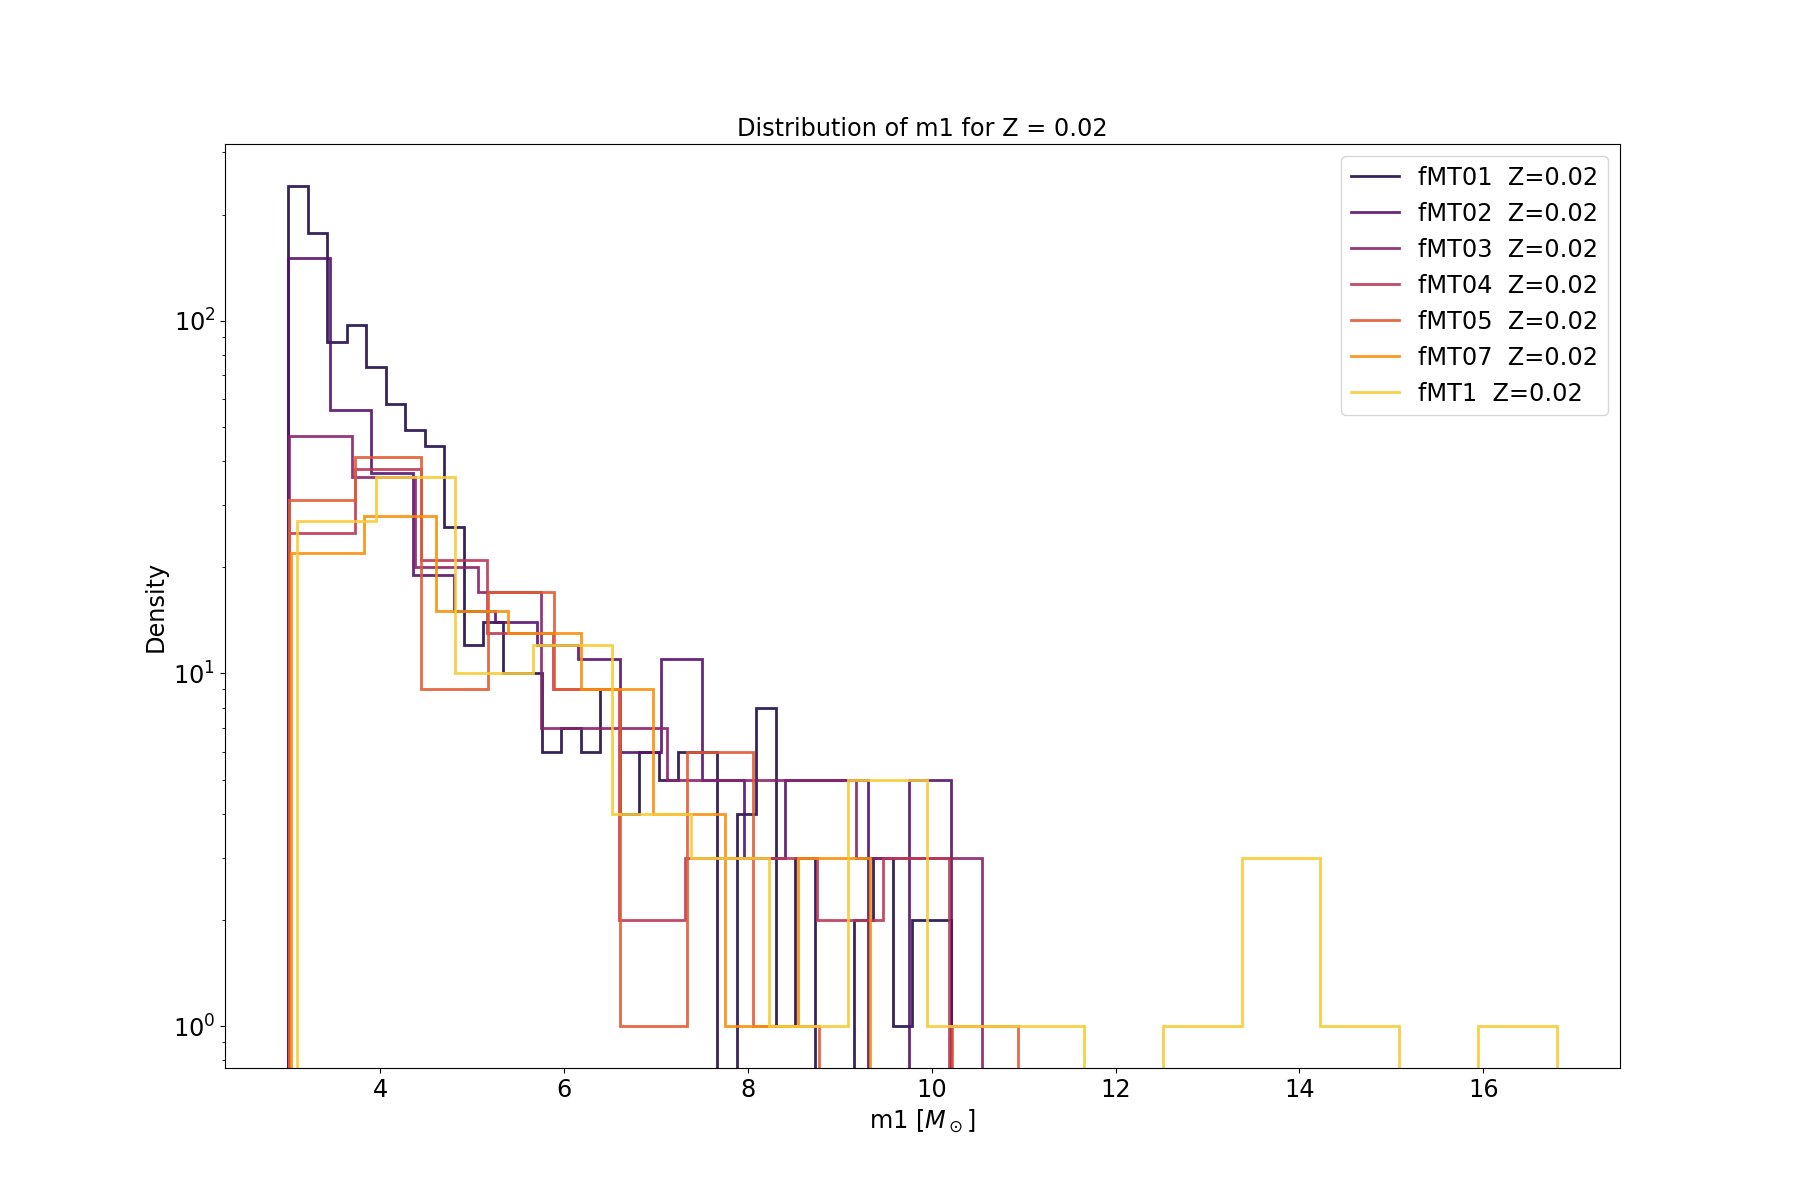 Distribution of m1 for Z = 0.02
fMT01  Z=0.02
fMT02  Z=0.02
fMT03  Z=0.02
fMT04  Z=0.02
fMT05  Z=0.02
fMT07  Z=0.02
fMT1  Z=0.02
Density
10²
10¹
10⁰
4 6 8 10 12 14 16
m1 [M⊙]